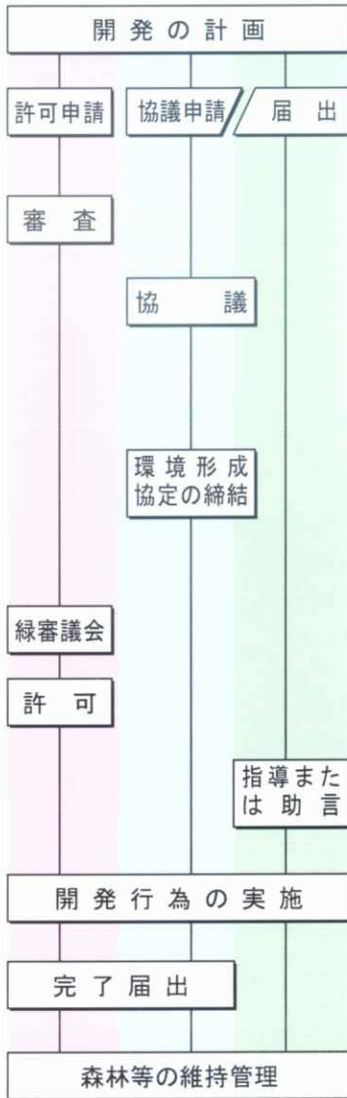 開発の計画
許可申請
協議申請
届出
審査
協議
環境形成
協定の締結
緑審議会
許可
指導また
は助言
開発行為の実施
完了届出
森林等の維持管理